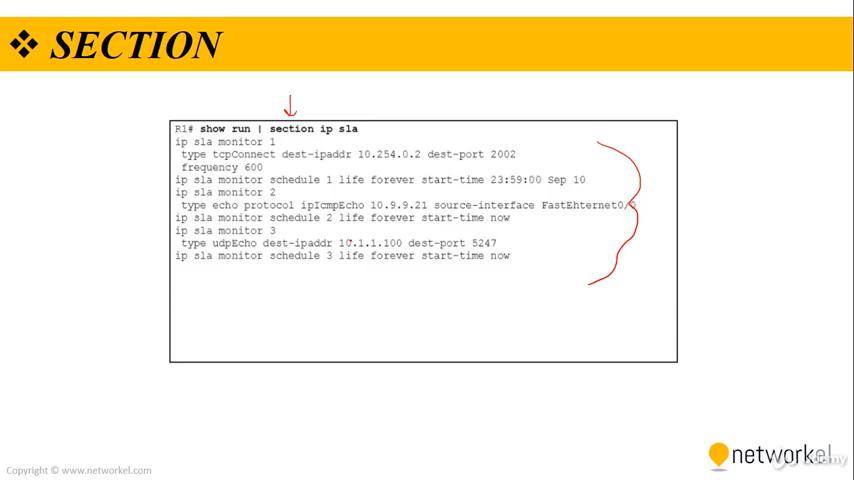 ❖ SECTION
R1# show run | section ip sla
ip sla monitor 1
type tcpConnect dest-ipaddr 10.254.0.2 dest-port 2002
frequency 600
ip sla monitor schedule 1 life forever start-time 23:59:00 Sep 10
ip sla monitor 2
type echo protocol ipIcmpEcho 10.9.9.21 source-interface FastEhternet0/0
ip sla monitor schedule 2 life forever start-time now
ip sla monitor 3
type udpEcho dest-ipaddr 10.1.1.100 dest-port 5247
ip sla monitor schedule 3 life forever start-time now
networkel
Udemy
Copyright © www.networkel.com